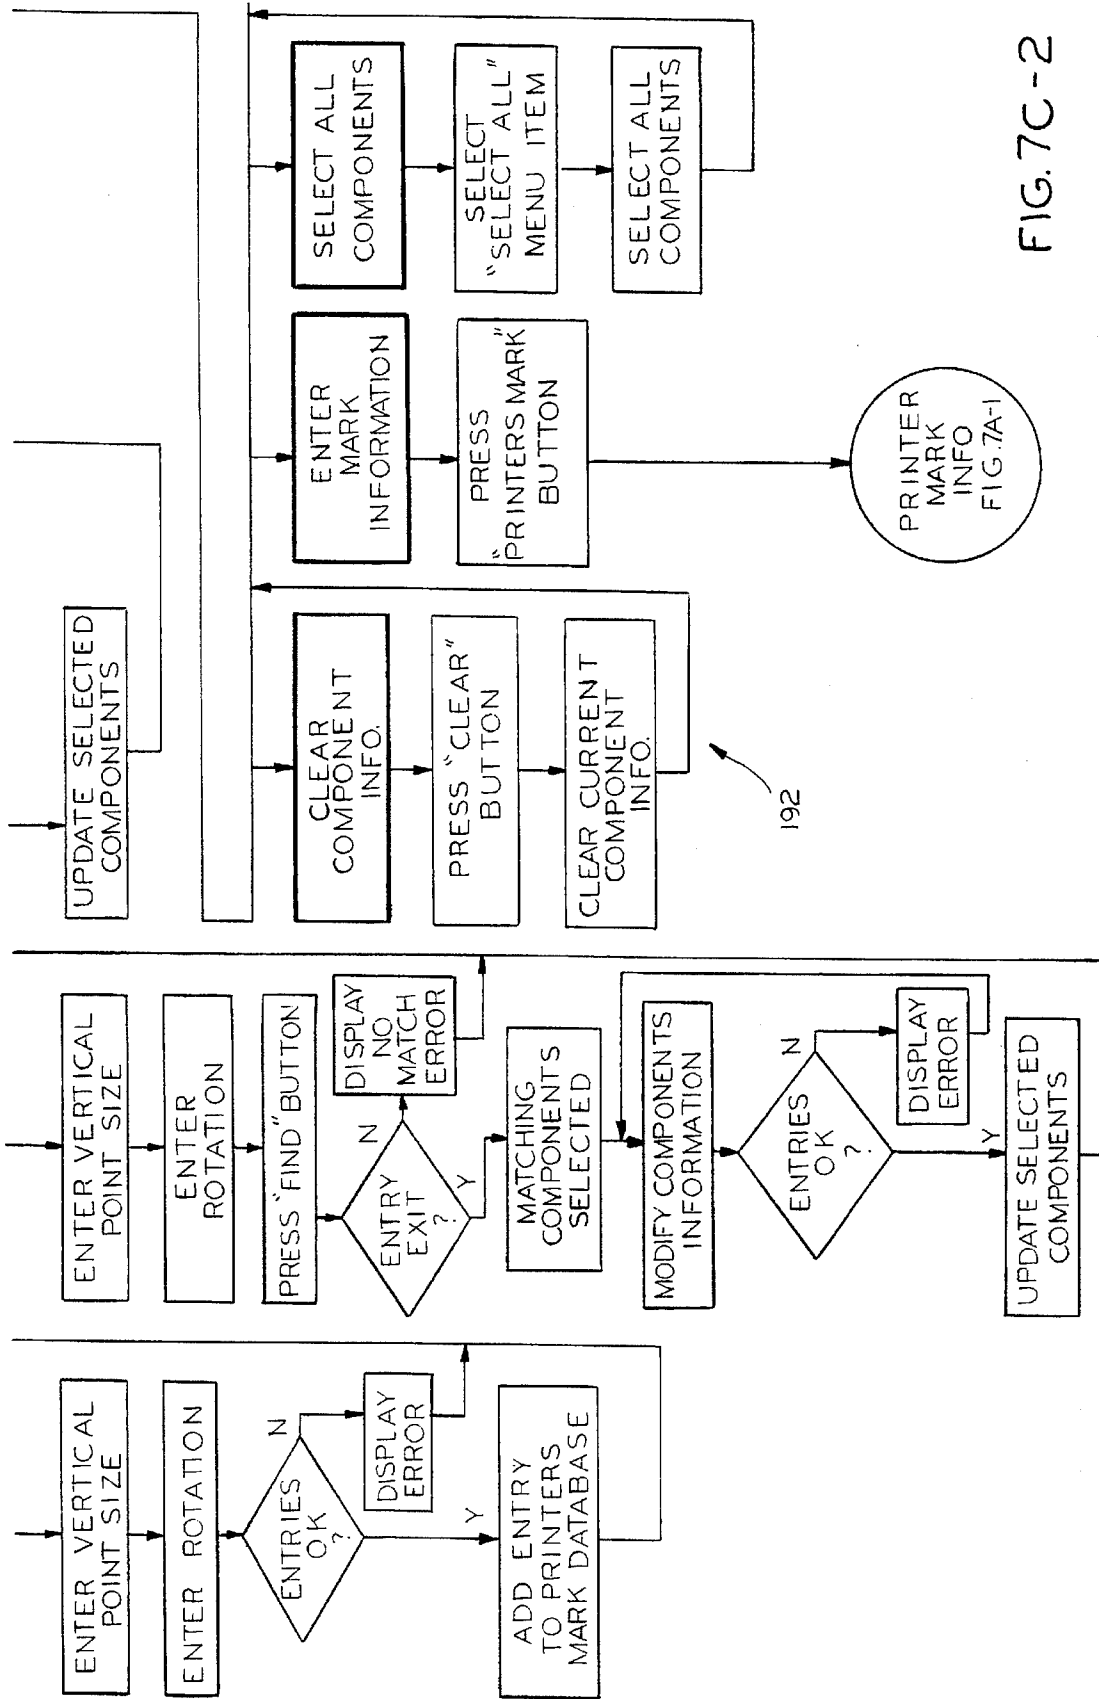 ENTER VERTICAL
POINT SIZE
ENTER ROTATION
ENTRIES
OK
?
N
DISPLAY
ERROR
Y
ADD ENTRY
TO PRINTERS
MARK DATABASE
ENTER VERTICAL
POINT SIZE
ENTER
ROTATION
PRESS "FIND" BUTTON
ENTRY
EXIT
?
N
DISPLAY
NO
MATCH
ERROR
Y
MATCHING
COMPONENTS
SELECTED
MODIFY COMPONENTS
INFORMATION
ENTRIES
OK
?
N
DISPLAY
ERROR
Y
UPDATE SELECTED
COMPONENTS
UPDATE SELECTED
COMPONENTS
CLEAR
COMPONENT
INFO.
PRESS "CLEAR"
BUTTON
CLEAR CURRENT
COMPONENT
INFO.
192
ENTER
MARK
INFORMATION
PRESS
"PRINTERS MARK"
BUTTON
PRINTER
MARK
INFO
FIG.7A-1
SELECT ALL
COMPONENTS
SELECT
"SELECT ALL"
MENU ITEM
SELECT ALL
COMPONENTS
FIG. 7C-2